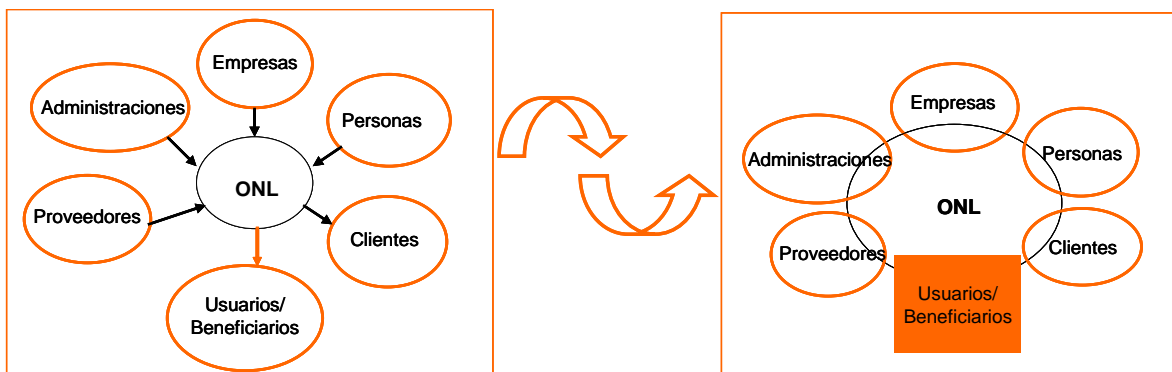 Empresas
Administraciones
Personas
ONL
Proveedores
Clientes
Usuarios/
Beneficiarios
Empresas
Administraciones
Personas
ONL
Proveedores
Clientes
Usuarios/
Beneficiarios